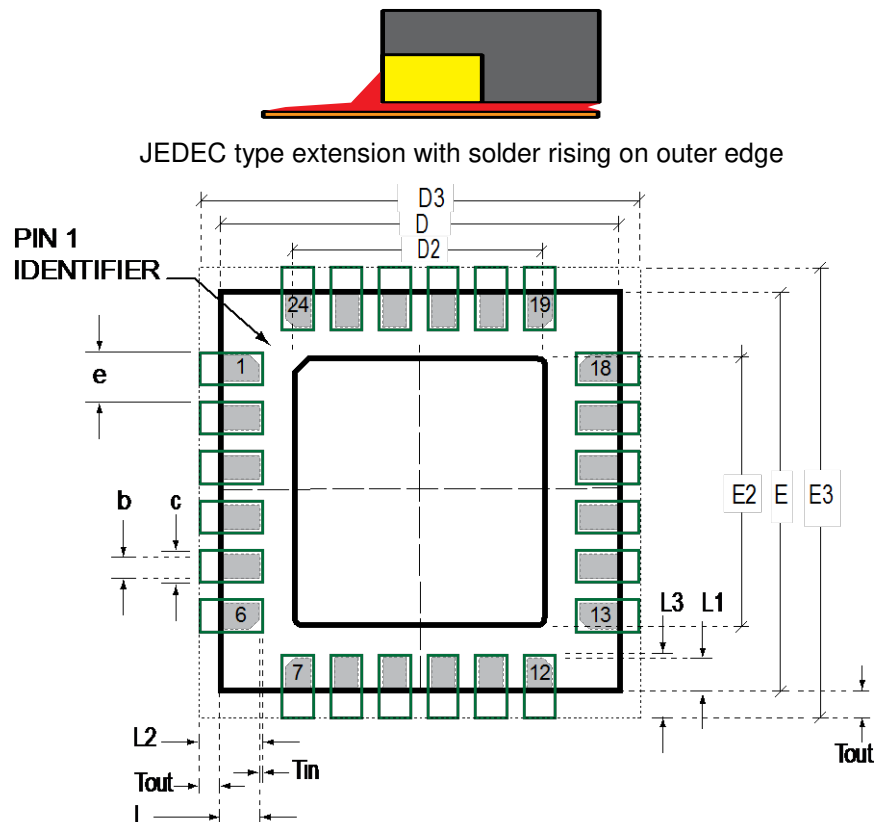 JEDEC type extension with solder rising on outer edge
D3
D
D2
PIN 1
IDENTIFIER
24
19
1
18
e
b
c
E2
E
E3
6
13
L3
L1
7
12
L2
Tin
Tout
Tout
L